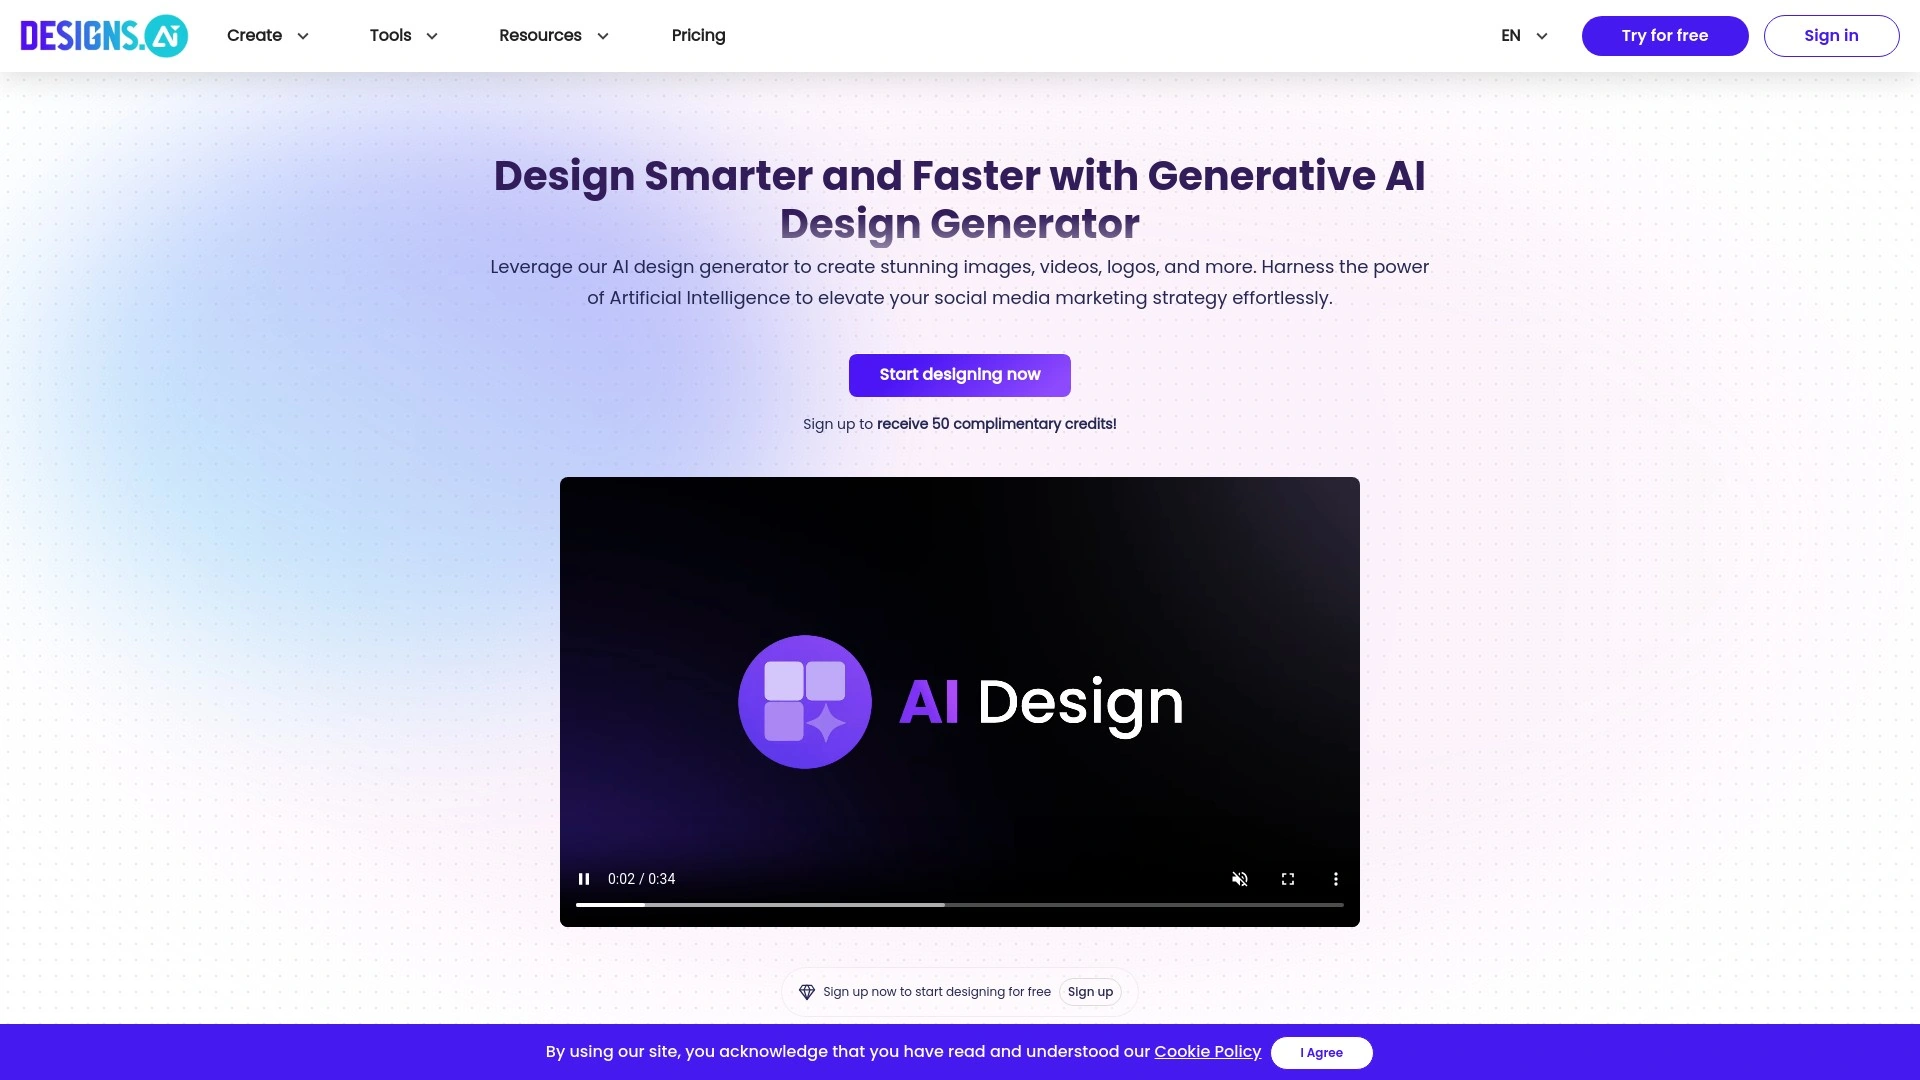 DESIGNS.Ai
Create
Tools
Resources
Pricing
EN
Try for free
Sign in
Design Smarter and Faster with Generative AI
Design Generator
Leverage our AI design generator to create stunning images, videos, logos, and more. Harness the power
of Artificial Intelligence to elevate your social media marketing strategy effortlessly.
Start designing now
Sign up to receive 50 complimentary credits!
AI Design
0:02 / 0:34
Sign up now to start designing for free Sign up
By using our site, you acknowledge that you have read and understood our Cookie Policy I Agree